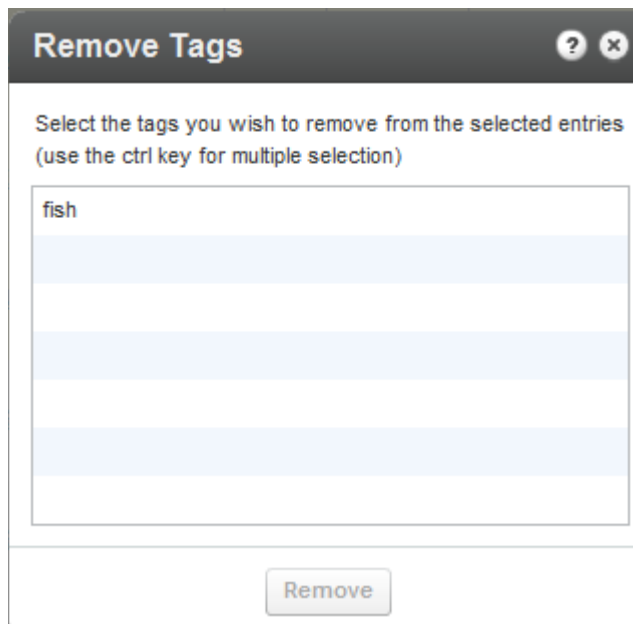 Remove Tags
Select the tags you wish to remove from the selected entries
(use the ctrl key for multiple selection)
fish
Remove